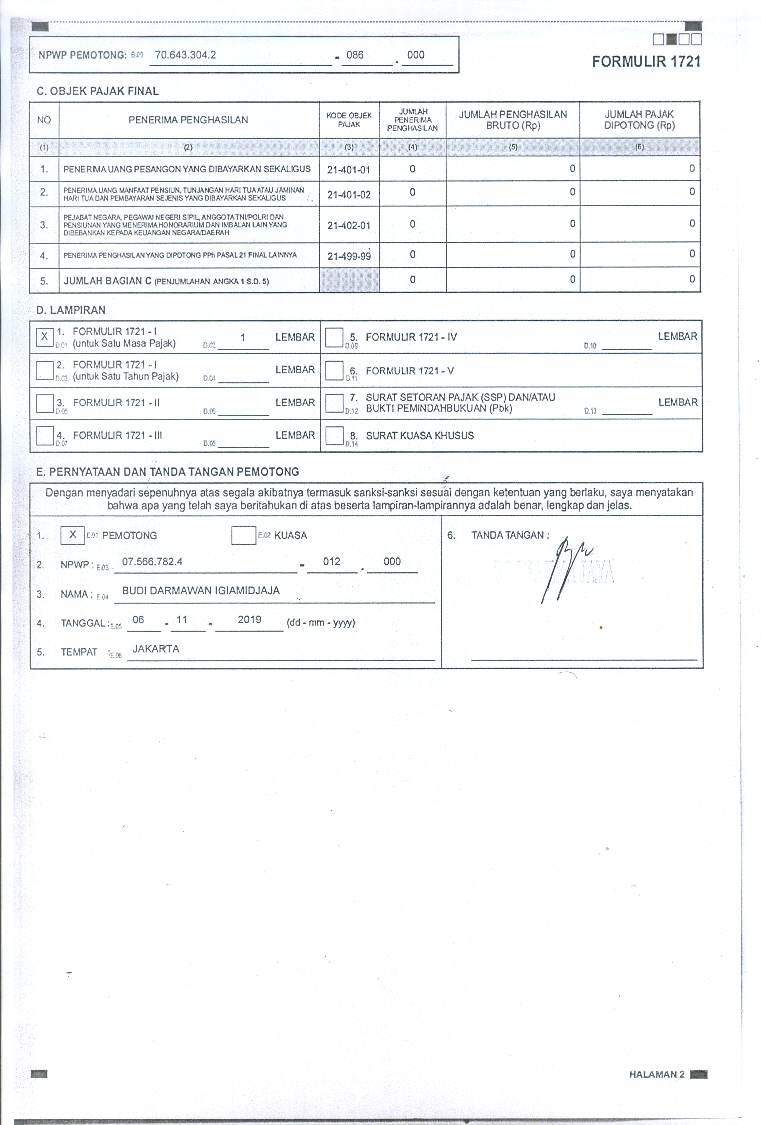 NPWP PEMOTONG: B.09 70.643.304.2 - 086 . 000
FORMULIR 1721
C. OBJEK PAJAK FINAL
NO PENERIMA PENGHASILAN KODE OBJEK PAJAK JUMLAH PENERIMA PENGHASILAN JUMLAH PENGHASILAN BRUTO (Rp) JUMLAH PAJAK DIPOTONG (Rp)
(1) (2) (3) (4) (5) (6)
1. PENERIMA UANG PESANGON YANG DIBAYARKAN SEKALIGUS 21-401-01 0 0 0
2. PENERIMA UANG MANFAAT PENSIUN, TUNJANGAN HARI TUA ATAU JAMINAN HARI TUA DAN PEMBAYARAN SEJENIS YANG DIBAYARKAN SEKALIGUS 21-401-02 0 0 0
3. PEJABAT NEGARA, PEGAWAI NEGERI SIPIL, ANGGOTA TNI/POLRI DAN PENSIUNAN YANG MENERIMA HONORARIUM DAN IMBALAN LAIN YANG DIBEBANKAN KEPADA KEUANGAN NEGARA/DAERAH 21-402-01 0 0 0
4. PENERIMA PENGHASILAN YANG DIPOTONG PPh PASAL 21 FINAL LAINNYA 21-499-99 0 0 0
5. JUMLAH BAGIAN C (PENJUMLAHAN ANGKA 1 S.D. 5) 0 0 0
D. LAMPIRAN
X D.01 1. FORMULIR 1721 - I (untuk Satu Masa Pajak) D.02 1 LEMBAR
D.03 2. FORMULIR 1721 - I (untuk Satu Tahun Pajak) D.04 LEMBAR
3. FORMULIR 1721 - II LEMBAR
D.07 4. FORMULIR 1721 - III LEMBAR
5. FORMULIR 1721 - IV D.10 LEMBAR
D.11 6. FORMULIR 1721 - V
D.12 7. SURAT SETORAN PAJAK (SSP) DAN/ATAU BUKTI PEMINDAHBUKUAN (Pbk) D.13 LEMBAR
D.14 8. SURAT KUASA KHUSUS
E. PERNYATAAN DAN TANDA TANGAN PEMOTONG
Dengan menyadari sepenuhnya atas segala akibatnya termasuk sanksi-sanksi sesuai dengan ketentuan yang berlaku, saya menyatakan
bahwa apa yang telah saya beritahukan di atas beserta lampiran-lampirannya adalah benar, lengkap dan jelas.
1. X E.01 PEMOTONG E.02 KUASA
2. NPWP : E.03 07.566.782.4 - 012 . 000
3. NAMA : E.04 BUDI DARMAWAN IGIAMIDJAJA
4. TANGGAL : E.05 06 - 11 - 2019 (dd - mm - yyyy)
5. TEMPAT : E.06 JAKARTA
6. TANDA TANGAN :
HALAMAN 2